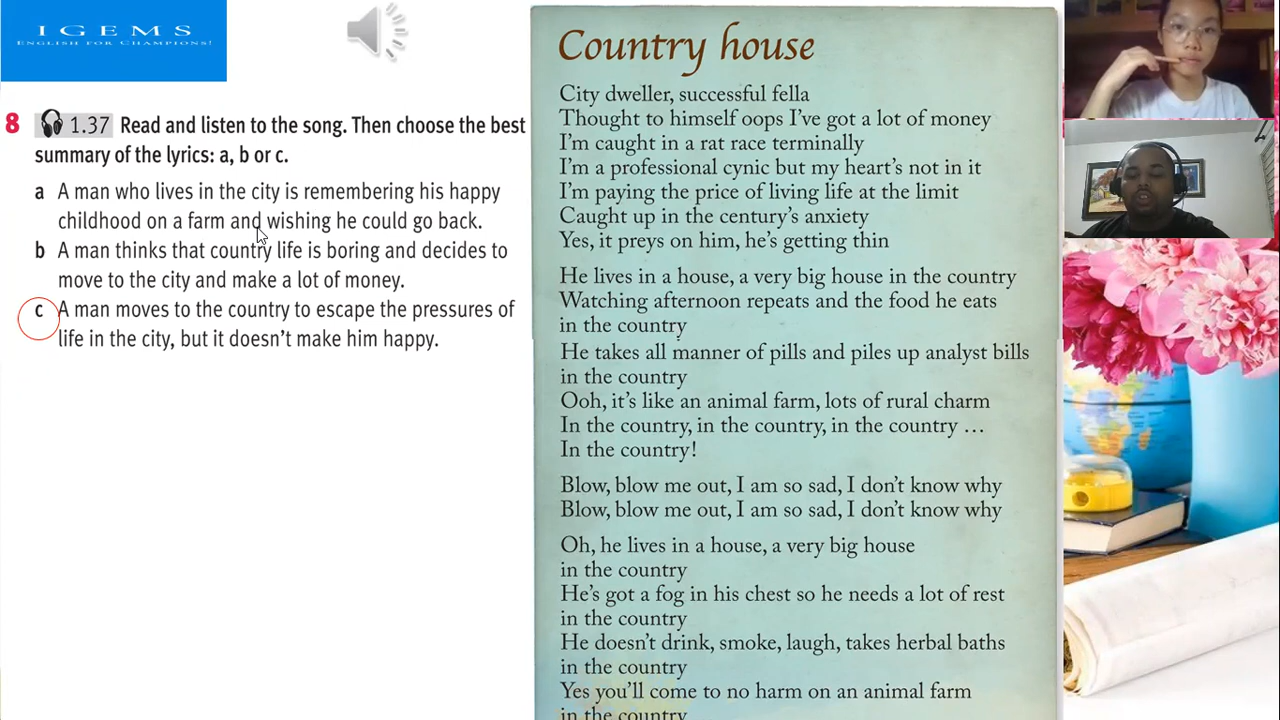 IGEMS
ENGLISH FOR CHAMPIONS!
8 1.37 Read and listen to the song. Then choose the best
summary of the lyrics: a, b or c.
a A man who lives in the city is remembering his happy
childhood on a farm and wishing he could go back.
b A man thinks that country life is boring and decides to
move to the city and make a lot of money.
c A man moves to the country to escape the pressures of
life in the city, but it doesn't make him happy.
Country house
City dweller, successful fella
Thought to himself oops I've got a lot of money
I'm caught in a rat race terminally
I'm a professional cynic but my heart's not in it
I'm paying the price of living life at the limit
Caught up in the century's anxiety
Yes, it preys on him, he's getting thin
He lives in a house, a very big house in the country
Watching afternoon repeats and the food he eats
in the country
He takes all manner of pills and piles up analyst bills
in the country
Ooh, it's like an animal farm, lots of rural charm
In the country, in the country, in the country …
In the country!
Blow, blow me out, I am so sad, I don't know why
Blow, blow me out, I am so sad, I don't know why
Oh, he lives in a house, a very big house
in the country
He's got a fog in his chest so he needs a lot of rest
in the country
He doesn't drink, smoke, laugh, takes herbal baths
in the country
Yes you'll come to no harm on an animal farm
in the country